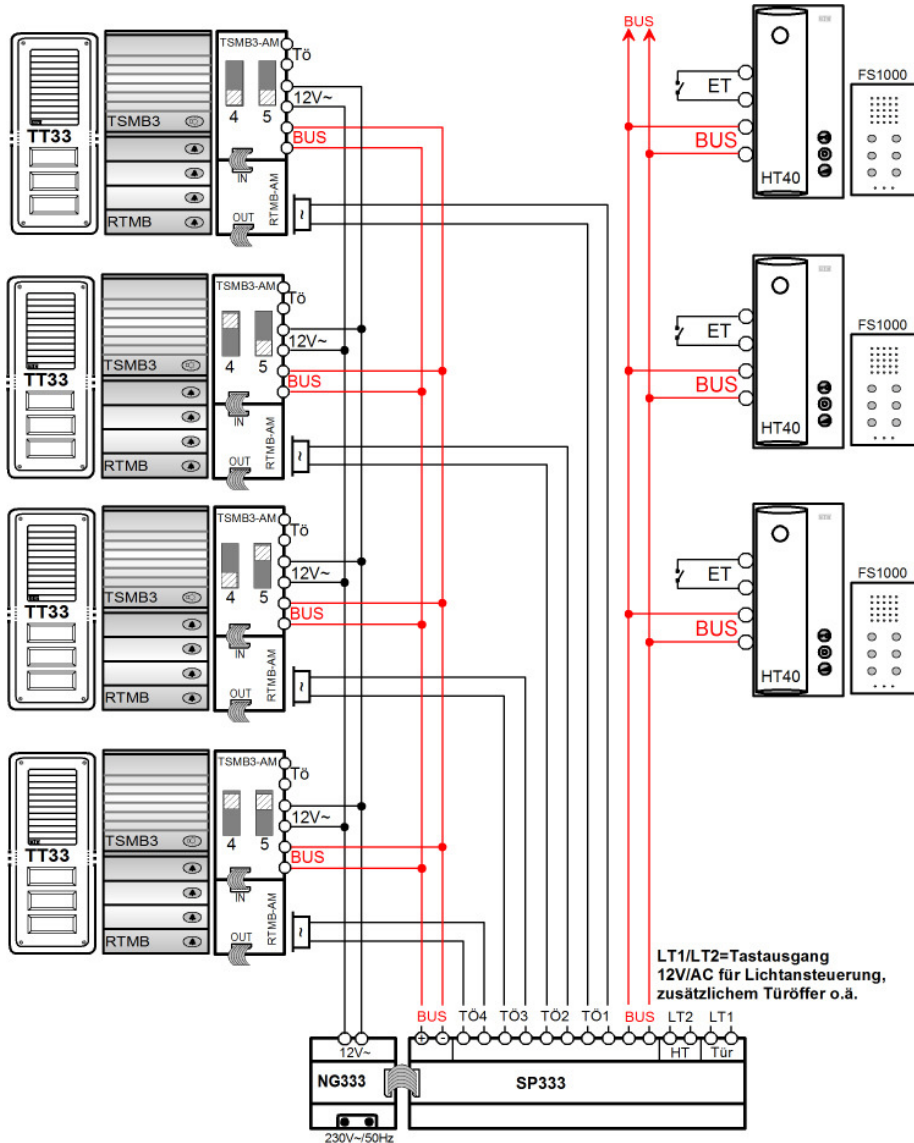 BUS
TSMB3-AM
Tö
12V~
4 5
BUS
TSMB3
TT33
IN
RTMB-AM
OUT
~
RTMB
TSMB3-AM
Tö
12V~
4 5
BUS
TSMB3
TT33
IN
RTMB-AM
OUT
~
RTMB
TSMB3-AM
Tö
12V~
4 5
BUS
TSMB3
TT33
IN
RTMB-AM
OUT
~
RTMB
TSMB3-AM
Tö
12V~
4 5
BUS
TSMB3
TT33
IN
RTMB-AM
OUT
~
RTMB
ET
FS1000
BUS
HT40
ET
FS1000
BUS
HT40
ET
FS1000
BUS
HT40
LT1/LT2=Tastausgang
12V/AC für Lichtansteuerung,
zusätzlichem Türöffer o.ä.
BUS TÖ4 TÖ3 TÖ2 TÖ1 BUS LT2 LT1
+ -
12V~
HT Tür
NG333
SP333
230V~/50Hz